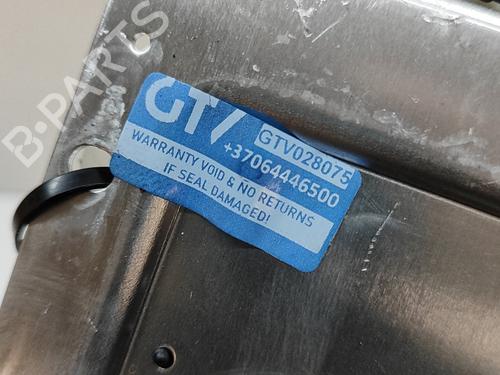 B-PARTS
GTV
GTV028075
+37064446500
WARRANTY VOID & NO RETURNS
IF SEAL DAMAGED!